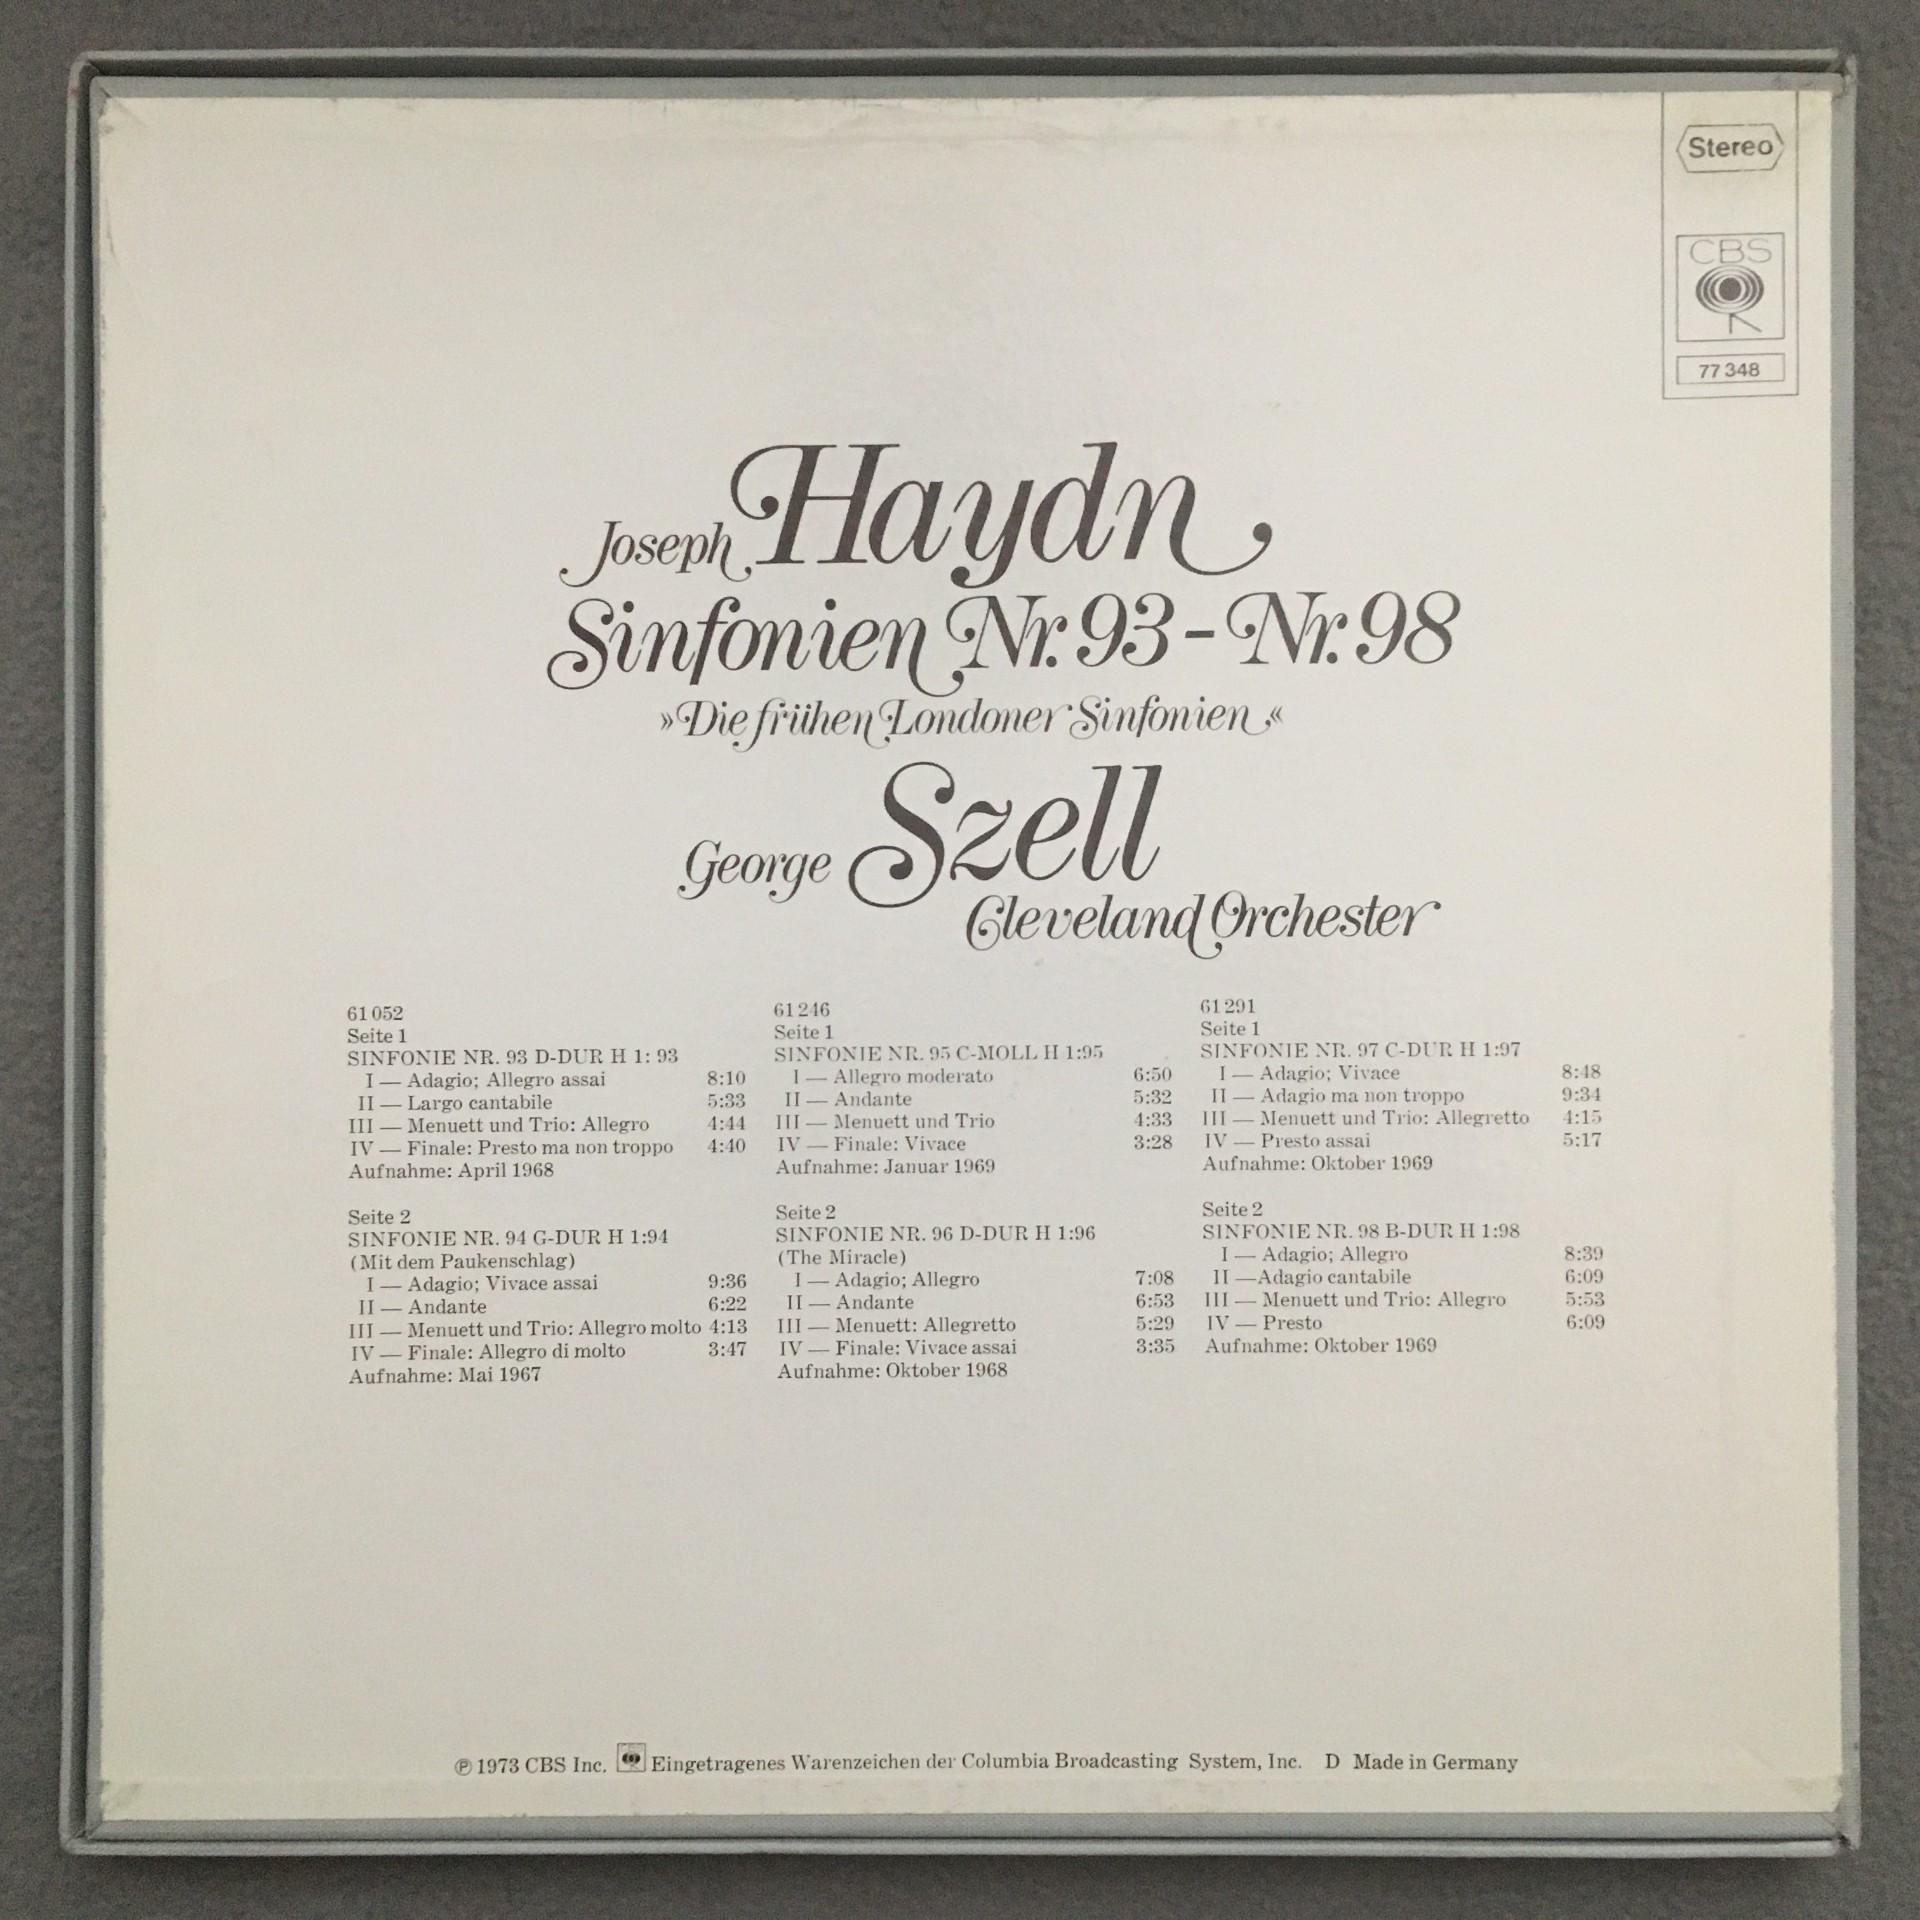 Stereo
CBS
77 348
Joseph Haydn
Sinfonien Nr. 93 - Nr. 98
»Die frühen Londoner Sinfonien«
George Szell
Cleveland Orchester
61 052
Seite 1
SINFONIE NR. 93 D-DUR H 1: 93
I — Adagio; Allegro assai 8:10
II — Largo cantabile 5:33
III — Menuett und Trio: Allegro 4:44
IV — Finale: Presto ma non troppo 4:40
Aufnahme: April 1968
Seite 2
SINFONIE NR. 94 G-DUR H 1:94
(Mit dem Paukenschlag)
I — Adagio; Vivace assai 9:36
II — Andante 6:22
III — Menuett und Trio: Allegro molto 4:13
IV — Finale: Allegro di molto 3:47
Aufnahme: Mai 1967
61 246
Seite 1
SINFONIE NR. 95 C-MOLL H 1:95
I — Allegro moderato 6:50
II — Andante 5:32
III — Menuett und Trio 4:33
IV — Finale: Vivace 3:28
Aufnahme: Januar 1969
Seite 2
SINFONIE NR. 96 D-DUR H 1:96
(The Miracle)
I — Adagio; Allegro 7:08
II — Andante 6:53
III — Menuett: Allegretto 5:29
IV — Finale: Vivace assai 3:35
Aufnahme: Oktober 1968
61 291
Seite 1
SINFONIE NR. 97 C-DUR H 1:97
I — Adagio; Vivace 8:48
II — Adagio ma non troppo 9:34
III — Menuett und Trio: Allegretto 4:15
IV — Presto assai 5:17
Aufnahme: Oktober 1969
Seite 2
SINFONIE NR. 98 B-DUR H 1:98
I — Adagio; Allegro 8:39
II —Adagio cantabile 6:09
III — Menuett und Trio: Allegro 5:53
IV — Presto 6:09
Aufnahme: Oktober 1969
℗ 1973 CBS Inc. Eingetragenes Warenzeichen der Columbia Broadcasting System, Inc. D Made in Germany